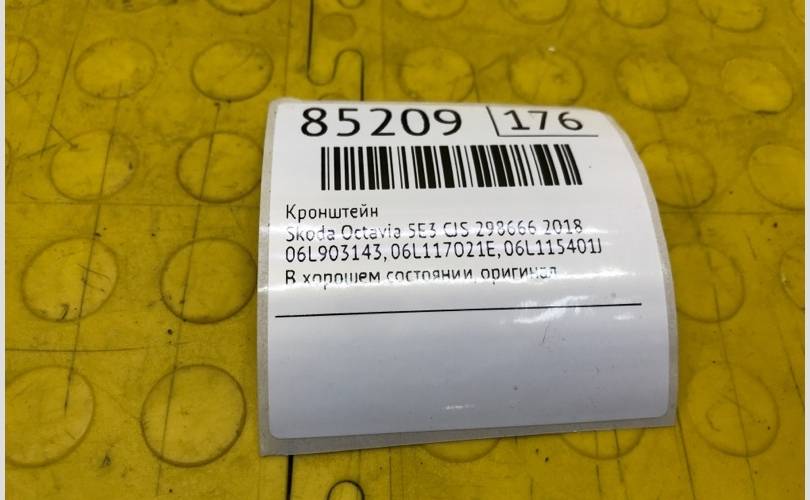 85209 176
Кронштейн
Skoda Octavia 5E3 CJS 298666 2018
06L903143, 06L117021E, 06L115401J
В хорошем состоянии, оригинал